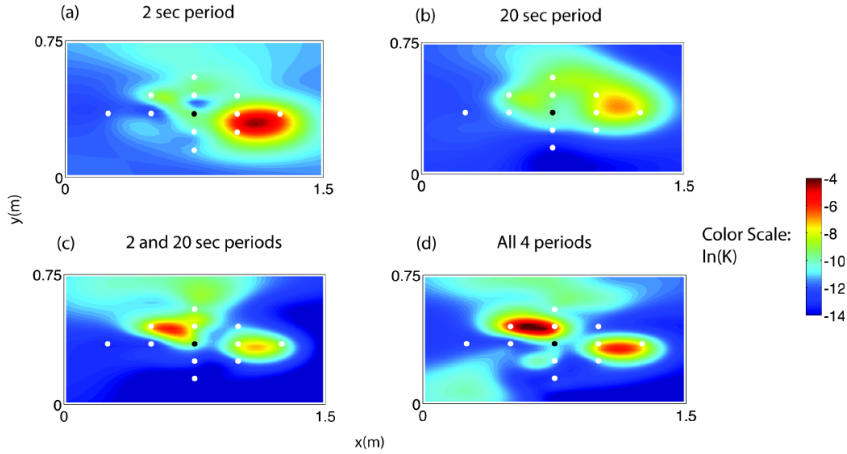 (a) 2 sec period
(b) 20 sec period
0.75
0.75
0
0
0
1.5
0
1.5
y(m)
(c) 2 and 20 sec periods
(d) All 4 periods
0.75
0.75
0
0
0
1.5
0
1.5
x(m)
Color Scale:
ln(K)
-4
-6
-8
-10
-12
-14